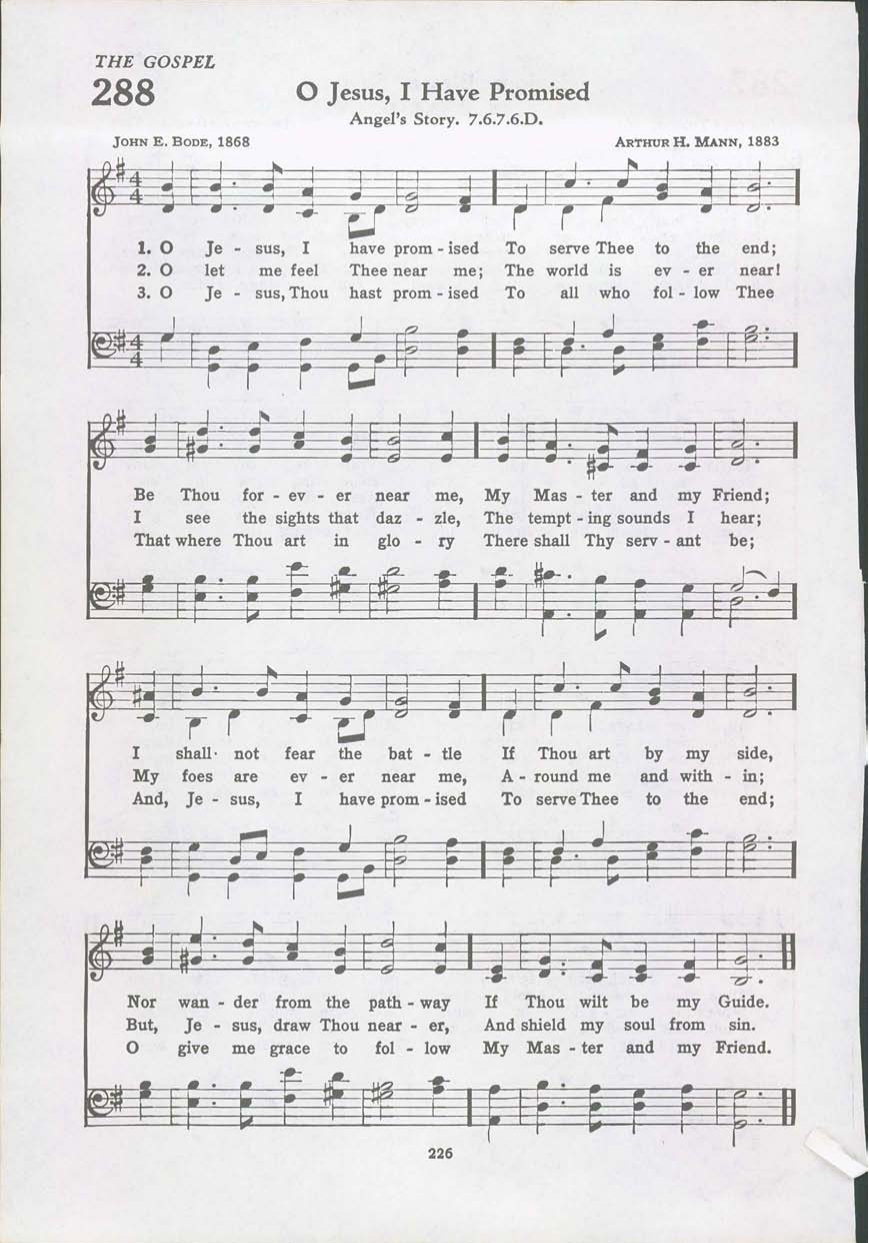 THE GOSPEL
288
O Jesus, I Have Promised
Angel's Story. 7.6.7.6.D.
JOHN E. BODE, 1868 ARTHUR H. MANN, 1883
4 4
1. O Je - sus, I have prom - ised To serve Thee to the end;
2. O let me feel Thee near me; The world is ev - er near!
3. O Je - sus, Thou hast prom - ised To all who fol - low Thee
4 4
Be Thou for - ev - er near me, My Mas - ter and my Friend;
I see the sights that daz - zle, The tempt - ing sounds I hear;
That where Thou art in glo - ry There shall Thy serv - ant be;
I shall not fear the bat - tle If Thou art by my side,
My foes are ev - er near me, A - round me and with - in;
And, Je - sus, I have prom - ised To serve Thee to the end;
Nor wan - der from the path - way If Thou wilt be my Guide.
But, Je - sus, draw Thou near - er, And shield my soul from sin.
O give me grace to fol - low My Mas - ter and my Friend.
226